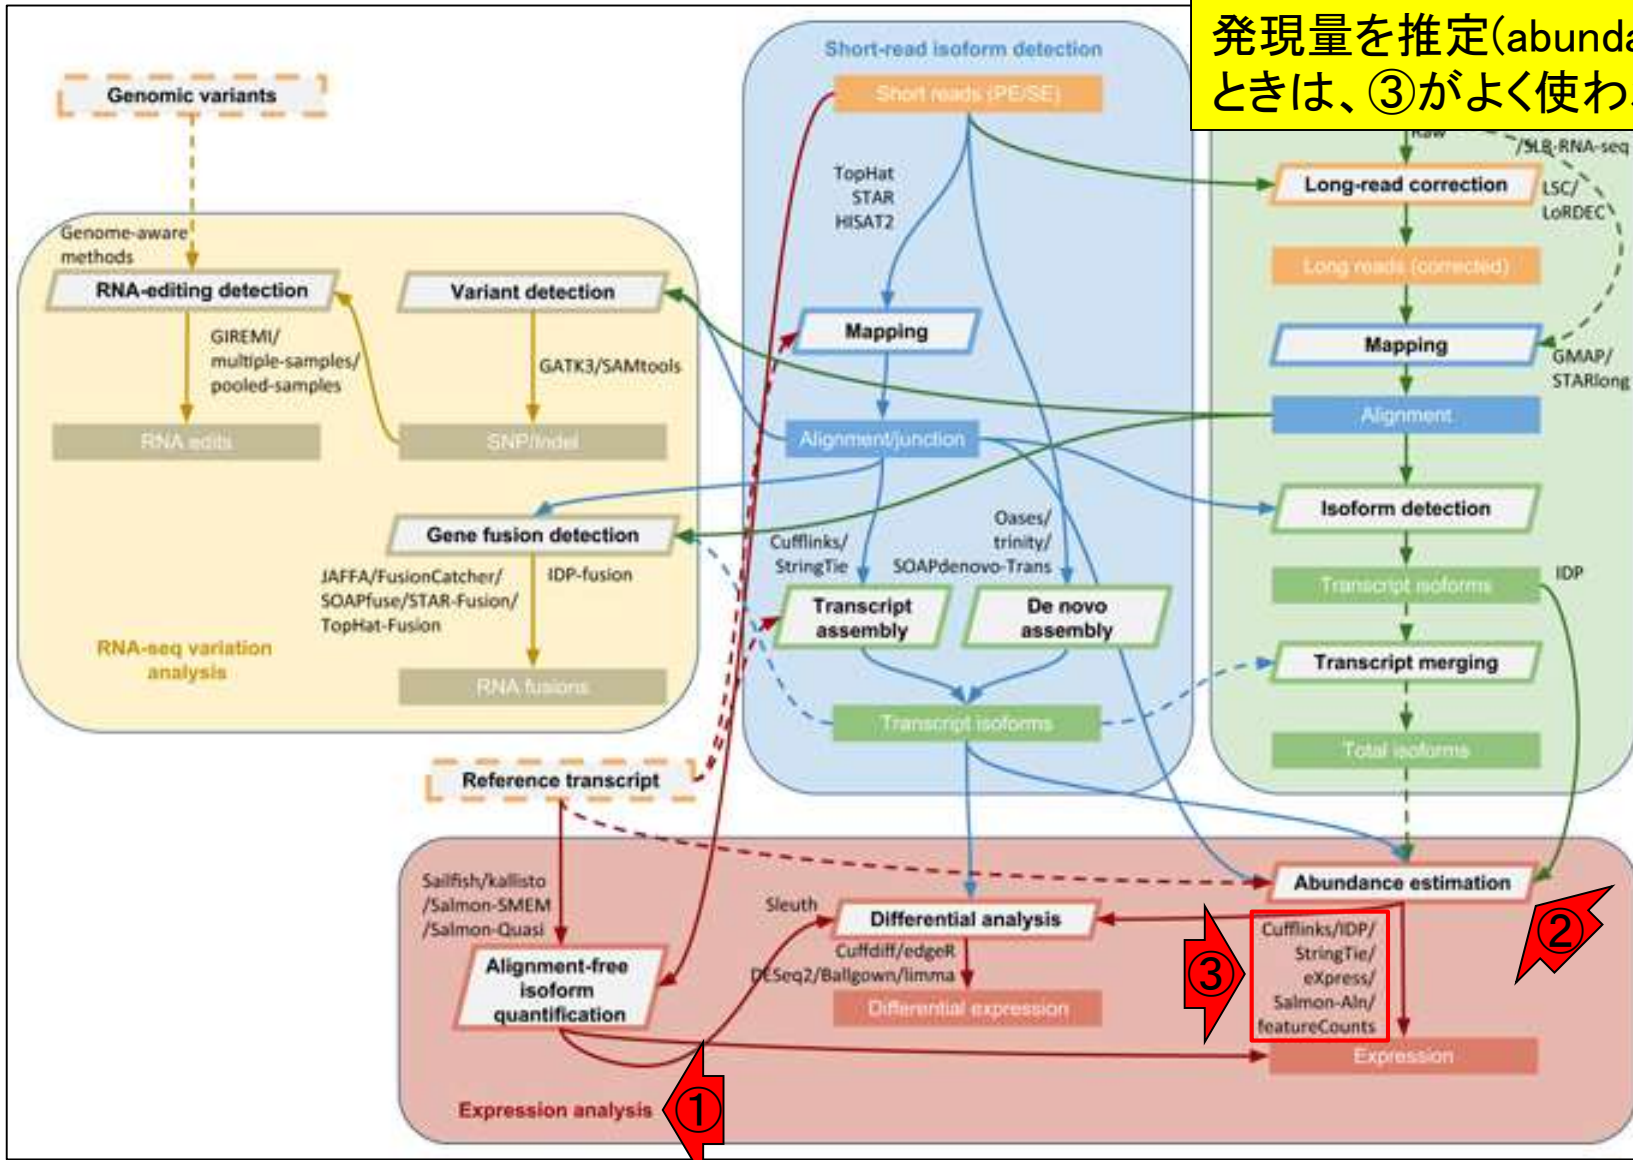 発現量を推定(abunda
ときは、③がよく使わ
Short-read isoform detection
Genomic variants
Short reads (PE/SE)
Raw
/SLR-RNA-seq
TopHat
STAR
HISAT2
Long-read correction
LSC/
LoRDEC
Genome-aware
methods
Long reads (corrected)
RNA-editing detection
Variant detection
Mapping
Mapping
GIREMI/
multiple-samples/
pooled-samples
GATK3/SAMtools
GMAP/
STARlong
RNA edits
SNP/Indel
Alignment/junction
Alignment
Isoform detection
Gene fusion detection
Cufflinks/
StringTie
Oases/
trinity/
SOAPdenovo-Trans
JAFFA/FusionCatcher/
SOAPfuse/STAR-Fusion/
TopHat-Fusion
IDP-fusion
Transcript isoforms
IDP
Transcript
assembly
De novo
assembly
RNA-seq variation
analysis
Transcript merging
RNA fusions
Transcript isoforms
Total isoforms
Reference transcript
Sailfish/kallisto
/Salmon-SMEM
/Salmon-Quasi
Sleuth
Differential analysis
Abundance estimation
②
Cuffdiff/edgeR
DESeq2/Ballgown/limma
③
Cufflinks/IDP/
StringTie/
eXpress/
Salmon-Aln/
featureCounts
Alignment-free
isoform
quantification
Differential expression
Expression
Expression analysis
①